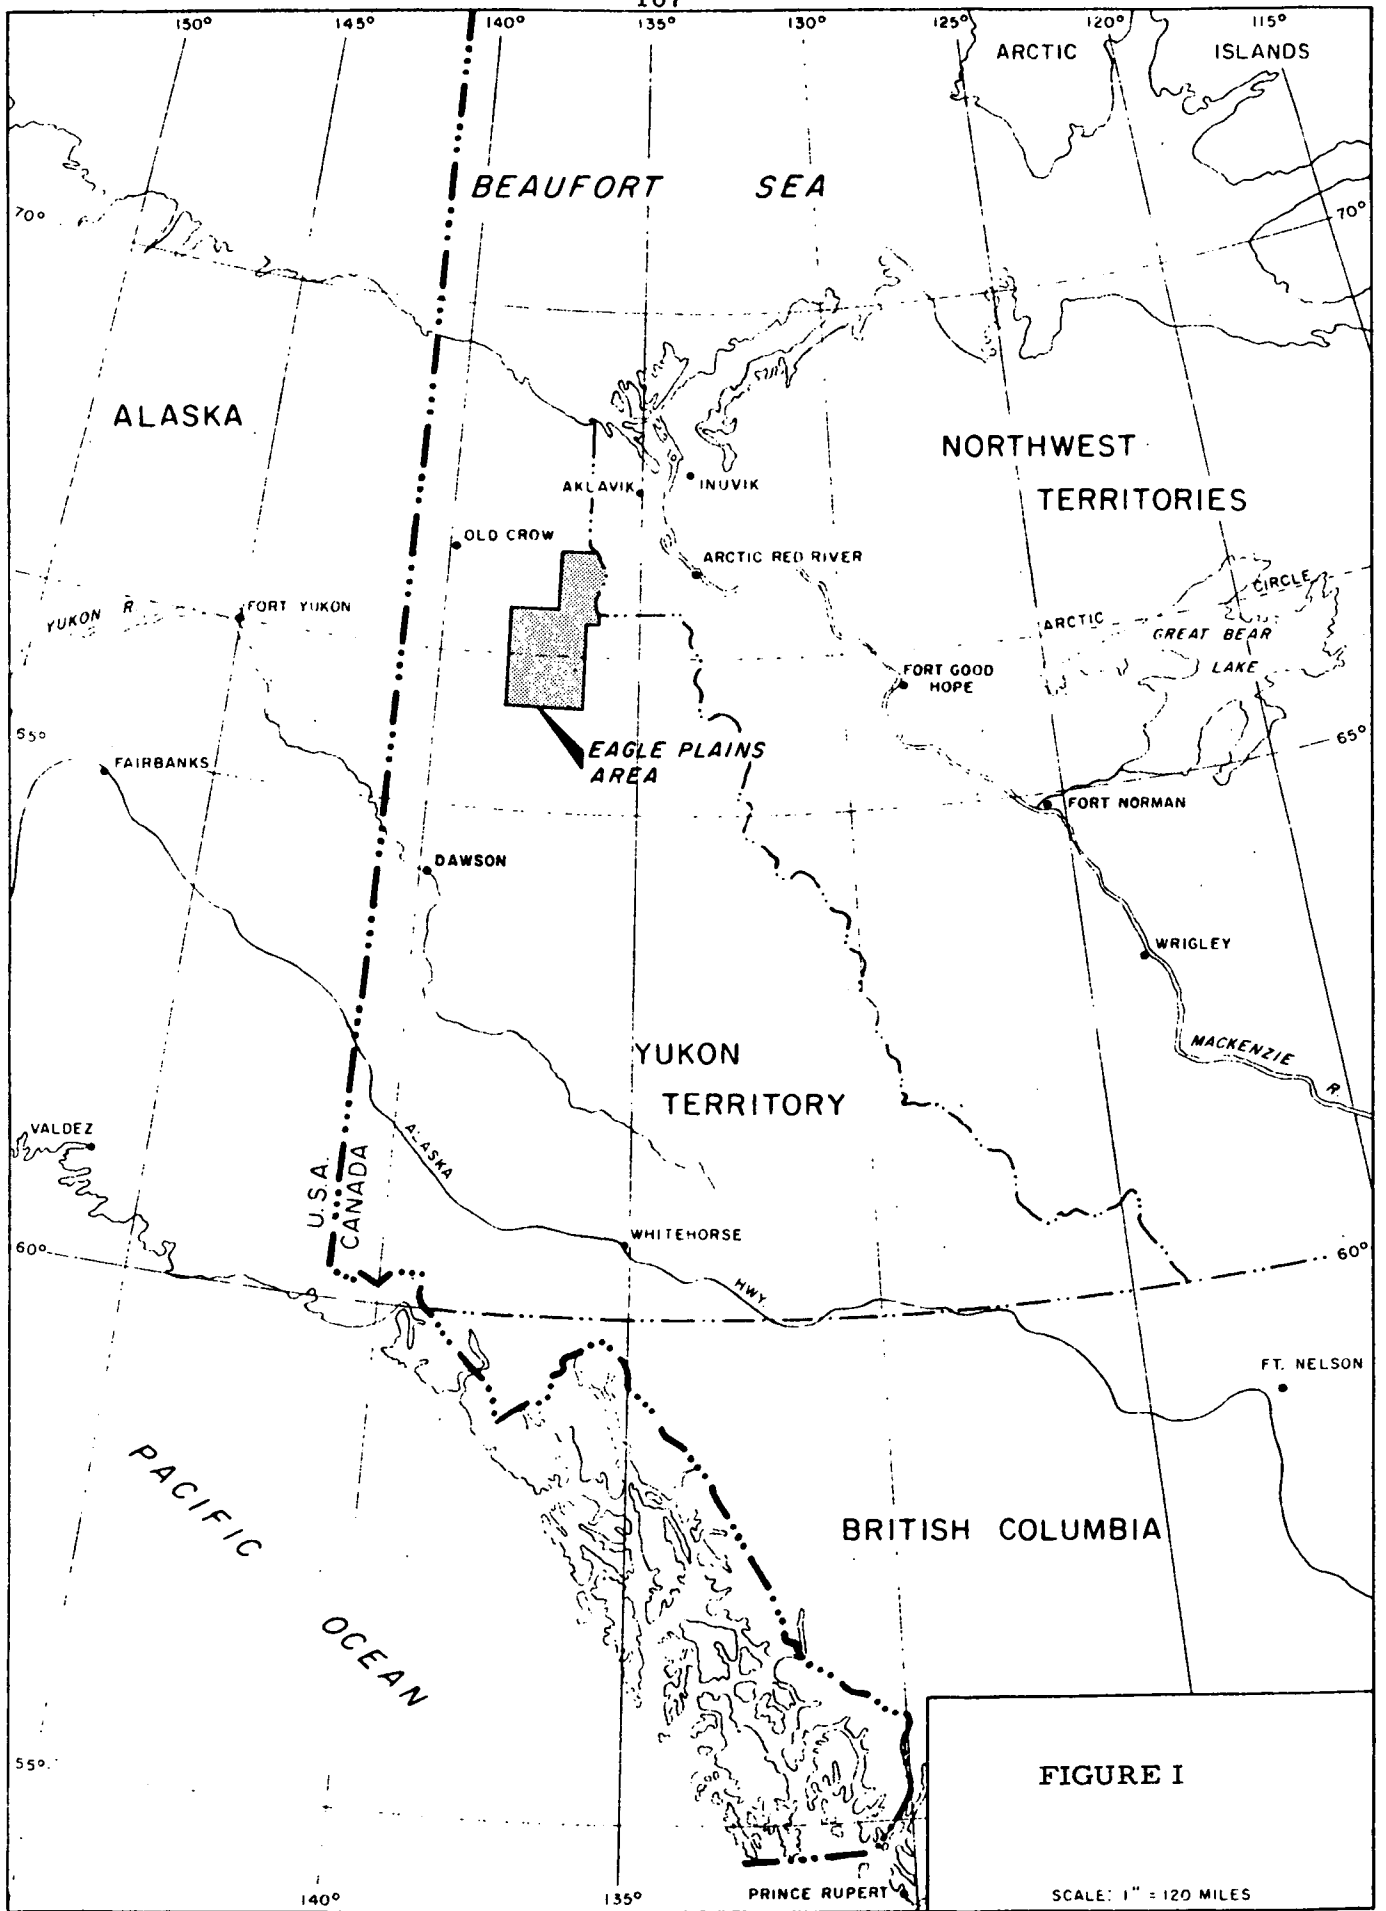 167
150° 145° 140° 135° 130° 125° 120° 115°
ARCTIC ISLANDS
BEAUFORT SEA
70° 70°
ALASKA
NORTHWEST
TERRITORIES
AKLAVIK INUVIK
OLD CROW
ARCTIC RED RIVER
CIRCLE
YUKON R. FORT YUKON
ARCTIC
GREAT BEAR
LAKE
FORT GOOD
HOPE
65° 65°
EAGLE PLAINS
AREA
FAIRBANKS
FORT NORMAN
DAWSON
WRIGLEY
MACKENZIE R.
YUKON
TERRITORY
VALDEZ
ALASKA
U.S.A.
CANADA
WHITEHORSE
60° 60°
HWY.
FT. NELSON
PACIFIC
OCEAN
BRITISH COLUMBIA
55°
FIGURE I
140° 135°
PRINCE RUPERT
SCALE: 1" = 120 MILES